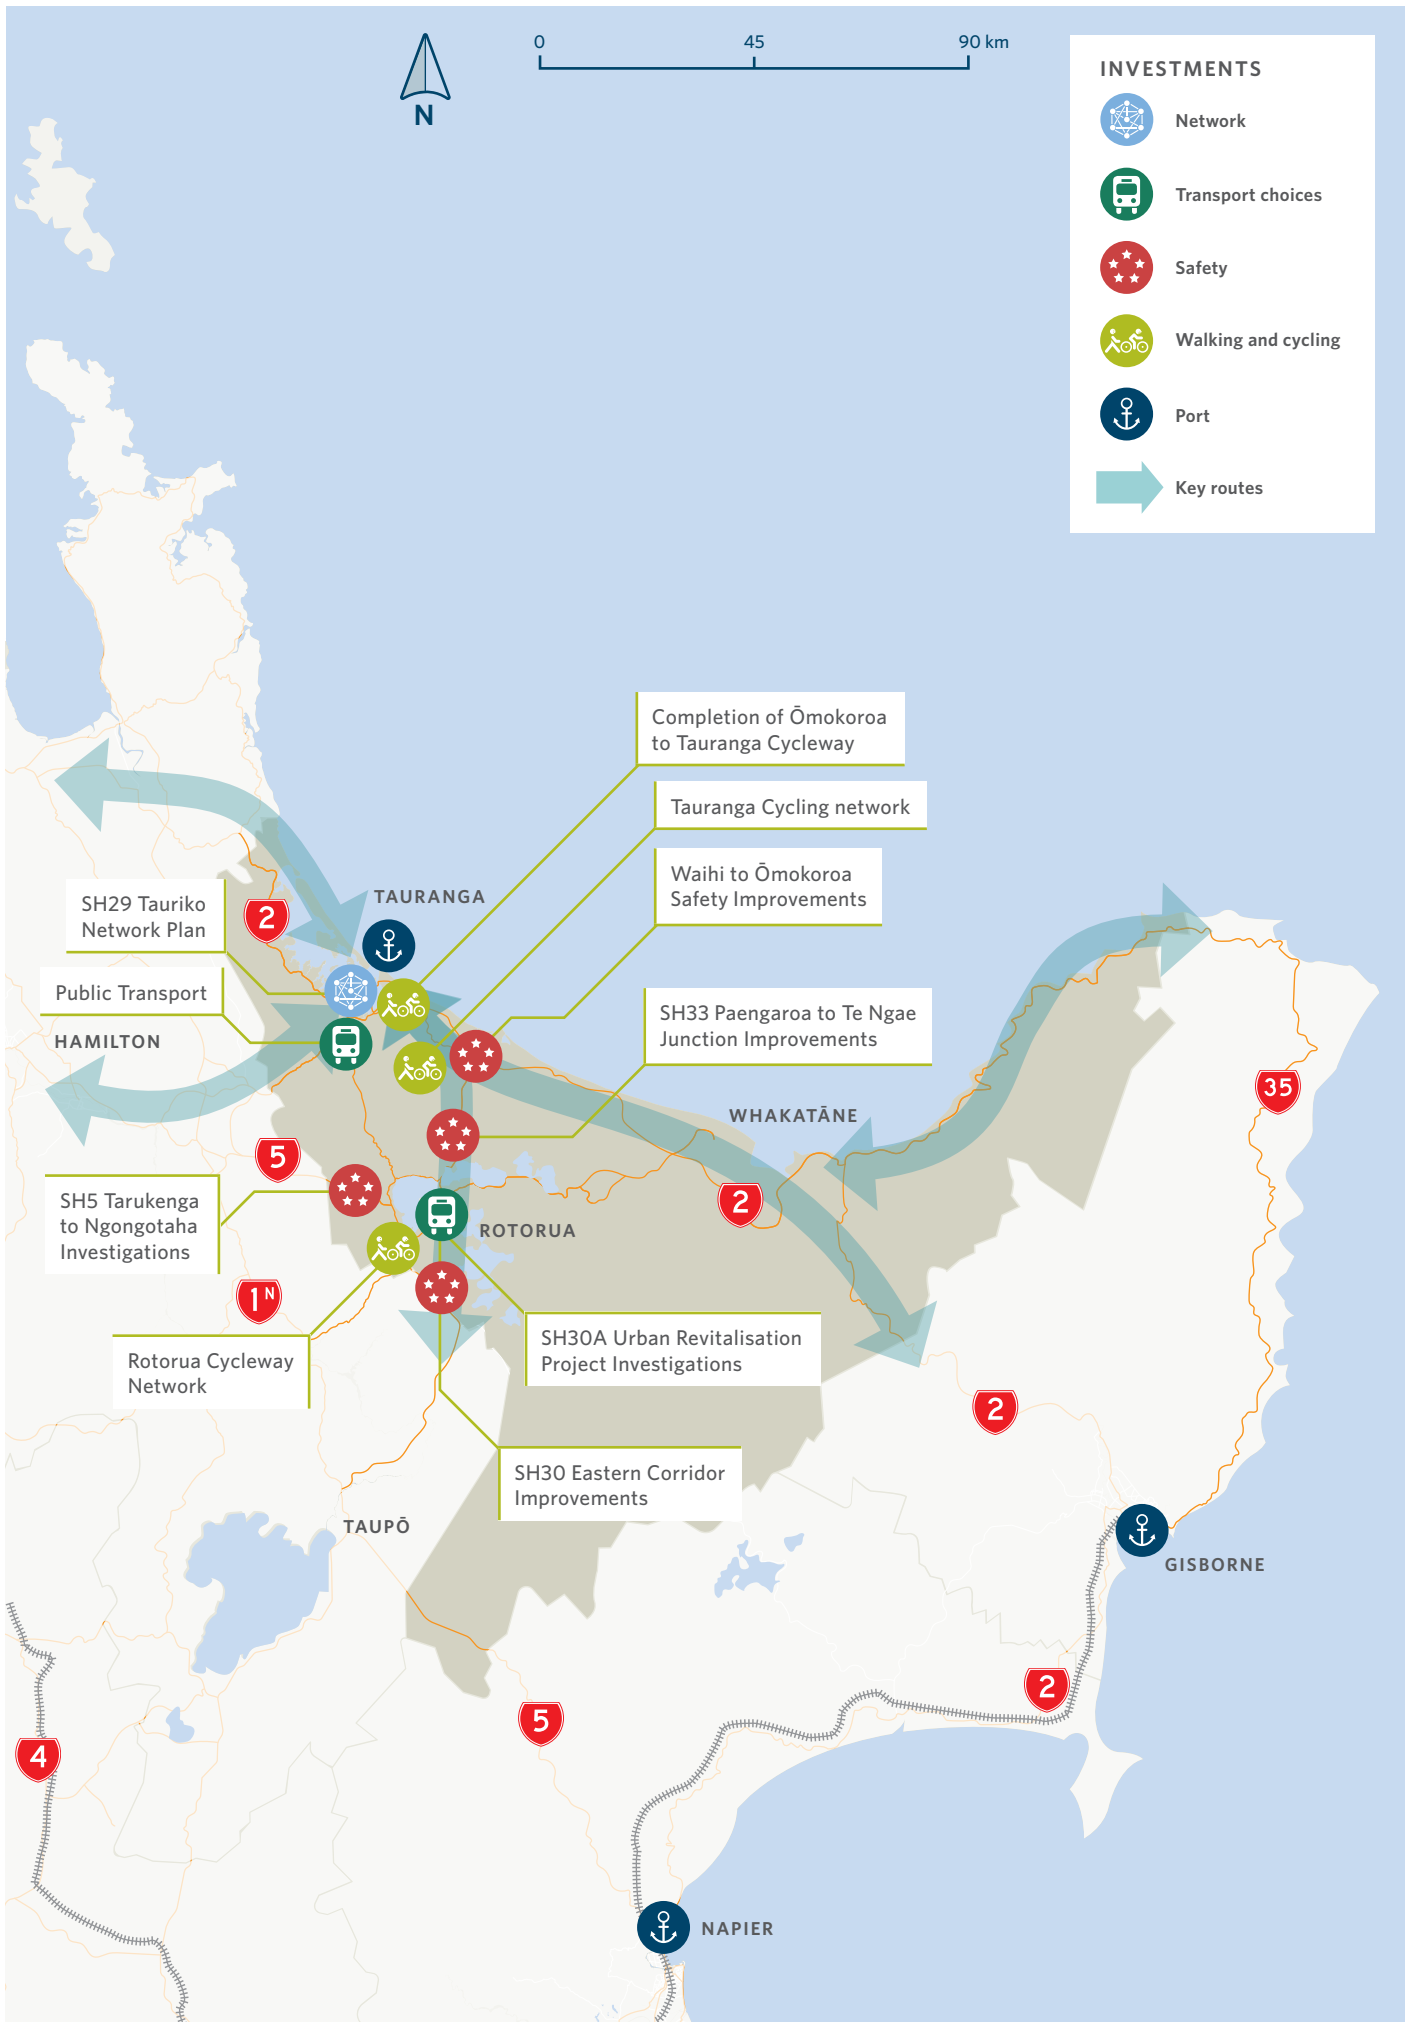 0 45 90 km
N
INVESTMENTS
Network
Transport choices
Safety
Walking and cycling
Port
Key routes
Completion of Ōmokoroa
to Tauranga Cycleway
Tauranga Cycling network
Waihi to Ōmokoroa
Safety Improvements
TAURANGA
SH29 Tauriko
Network Plan
2
Public Transport
HAMILTON
SH33 Paengaroa to Te Ngae
Junction Improvements
WHAKATĀNE
35
5
SH5 Tarukenga
to Ngongotaha
Investigations
2
ROTORUA
1N
SH30A Urban Revitalisation
Project Investigations
Rotorua Cycleway
Network
2
SH30 Eastern Corridor
Improvements
TAUPŌ
GISBORNE
2
5
4
NAPIER